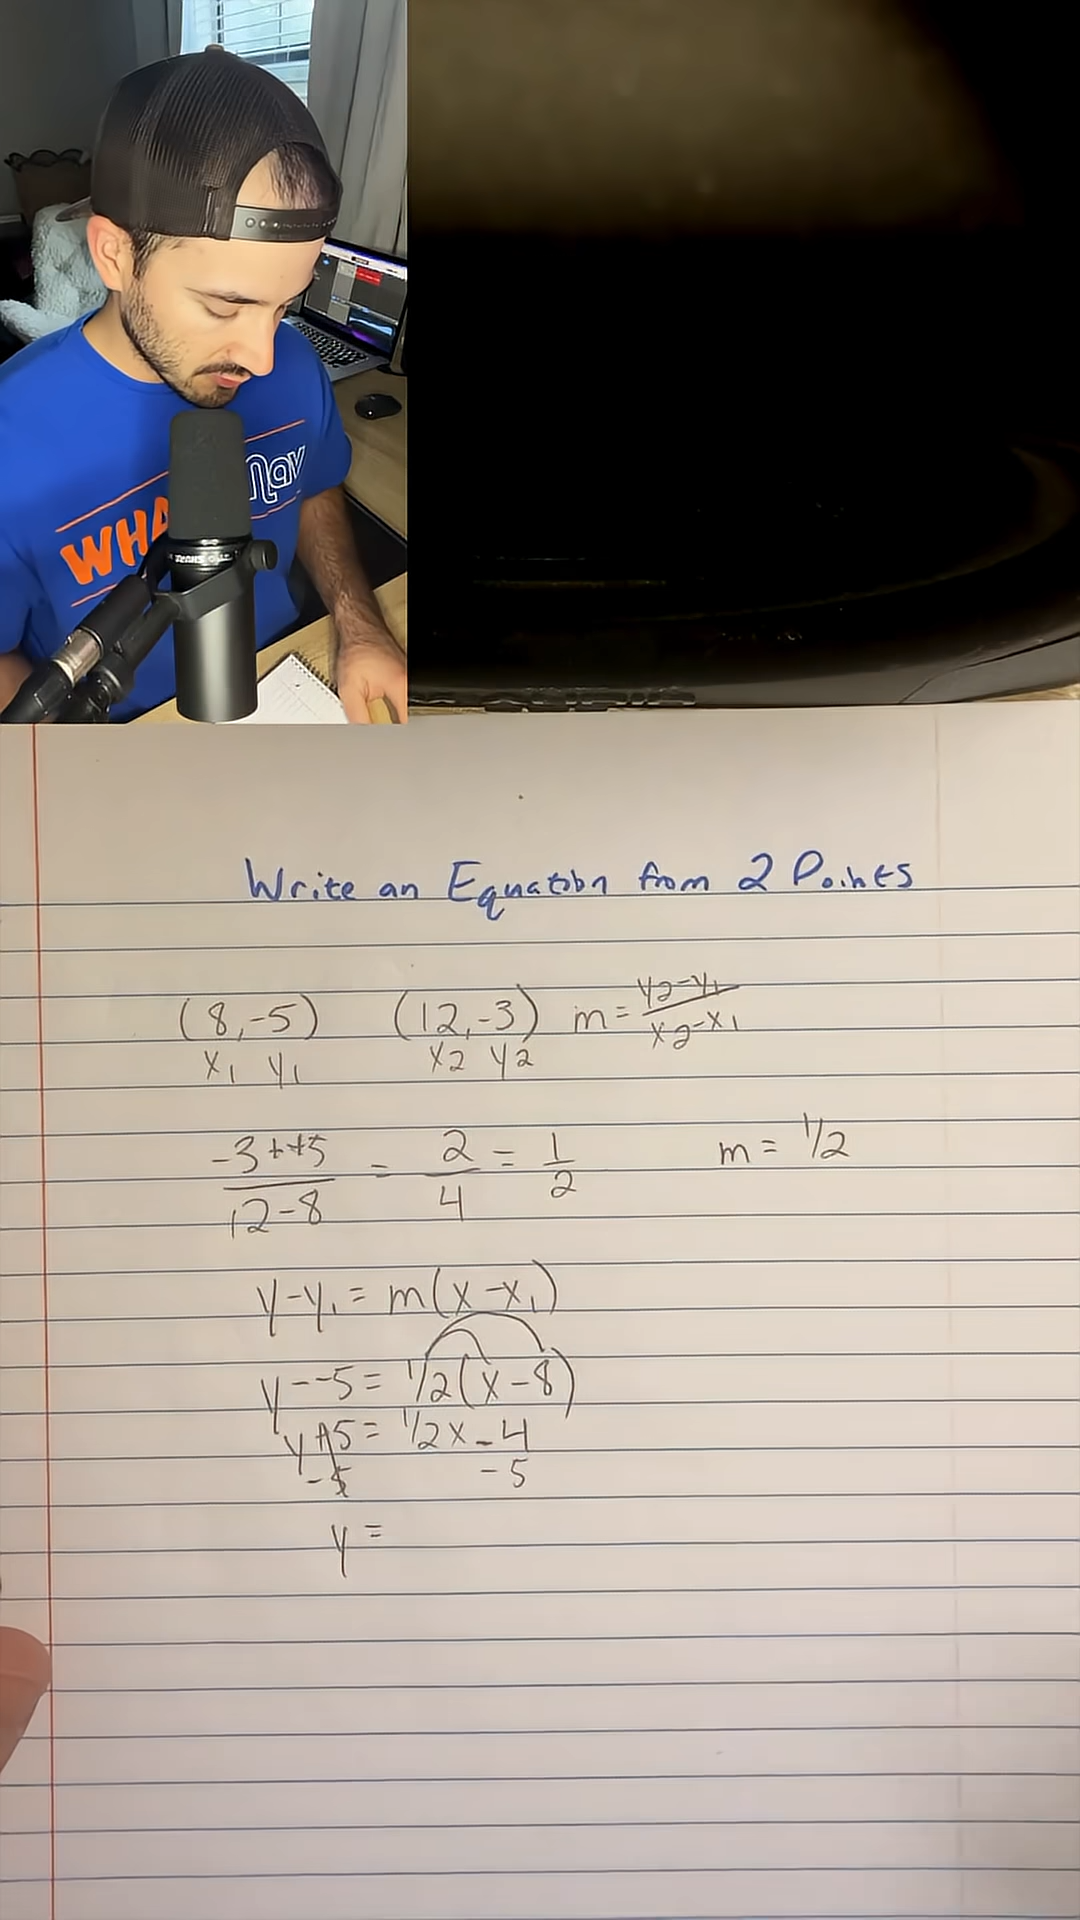 WHA
Nav
Write an Equation from 2 Points
(8,-5) (12,-3) m = y2-y1/x2-x1
x1 y1 x2 y2
-3++5/12-8 = 2/4 = 1/2 m = 1/2
y-y1 = m(x-x1)
y--5 = 1/2(x-8)
y+5 = 1/2x-4
-5 -5
y =